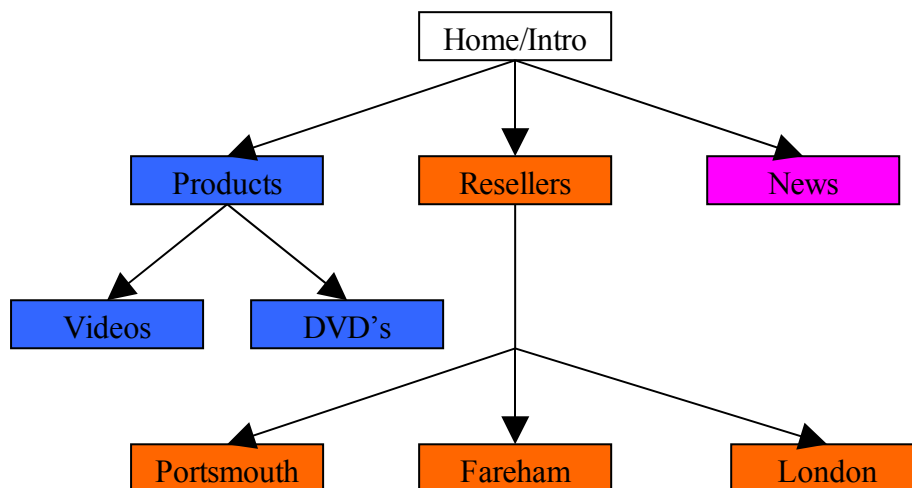 Home/Intro
Products
Resellers
News
Videos
DVD’s
Portsmouth
Fareham
London